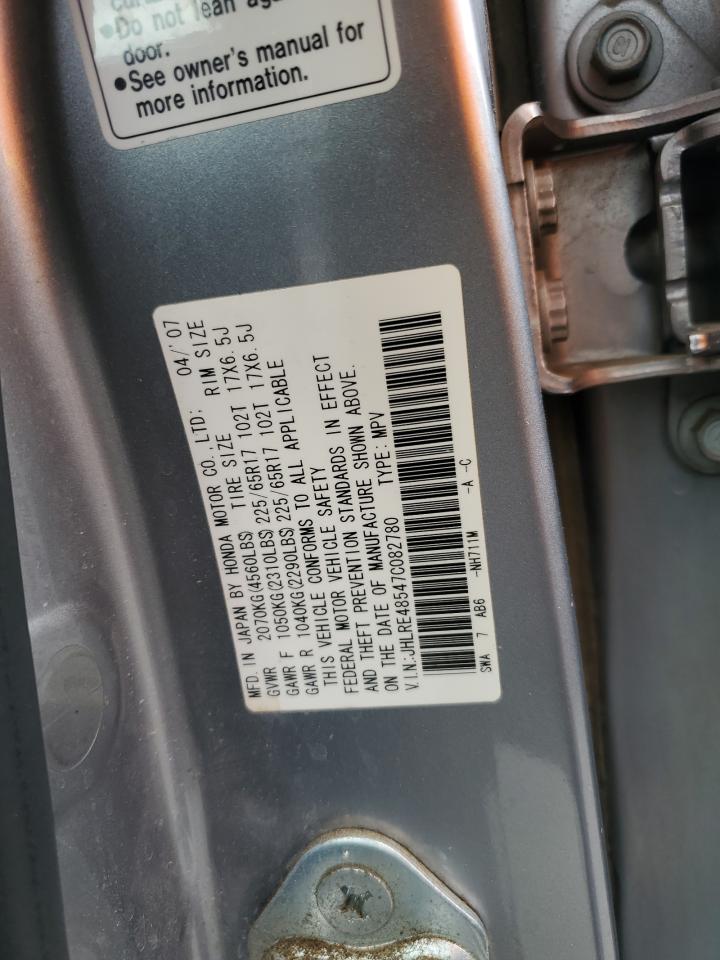 Do not lean
door.
●See owner's manual for
more information.
MFD. IN JAPAN BY HONDA MOTOR CO., LTD: 04/'07
GVWR 2070KG(4560LBS) TIRE SIZE RIM SIZE
GAWR F 1050KG(2310LBS) 225/65R17 102T 17X6.5J
GAWR R 1040KG(2290LBS) 225/65R17 102T 17X6.5J
THIS VEHICLE CONFORMS TO ALL APPLICABLE
FEDERAL MOTOR VEHICLE SAFETY
AND THEFT PREVENTION STANDARDS IN EFFECT
ON THE DATE OF MANUFACTURE SHOWN ABOVE.
V.I.N:JHLRE48547C082780 TYPE: MPV
SWA 7 AB6 -NH711M -A -C